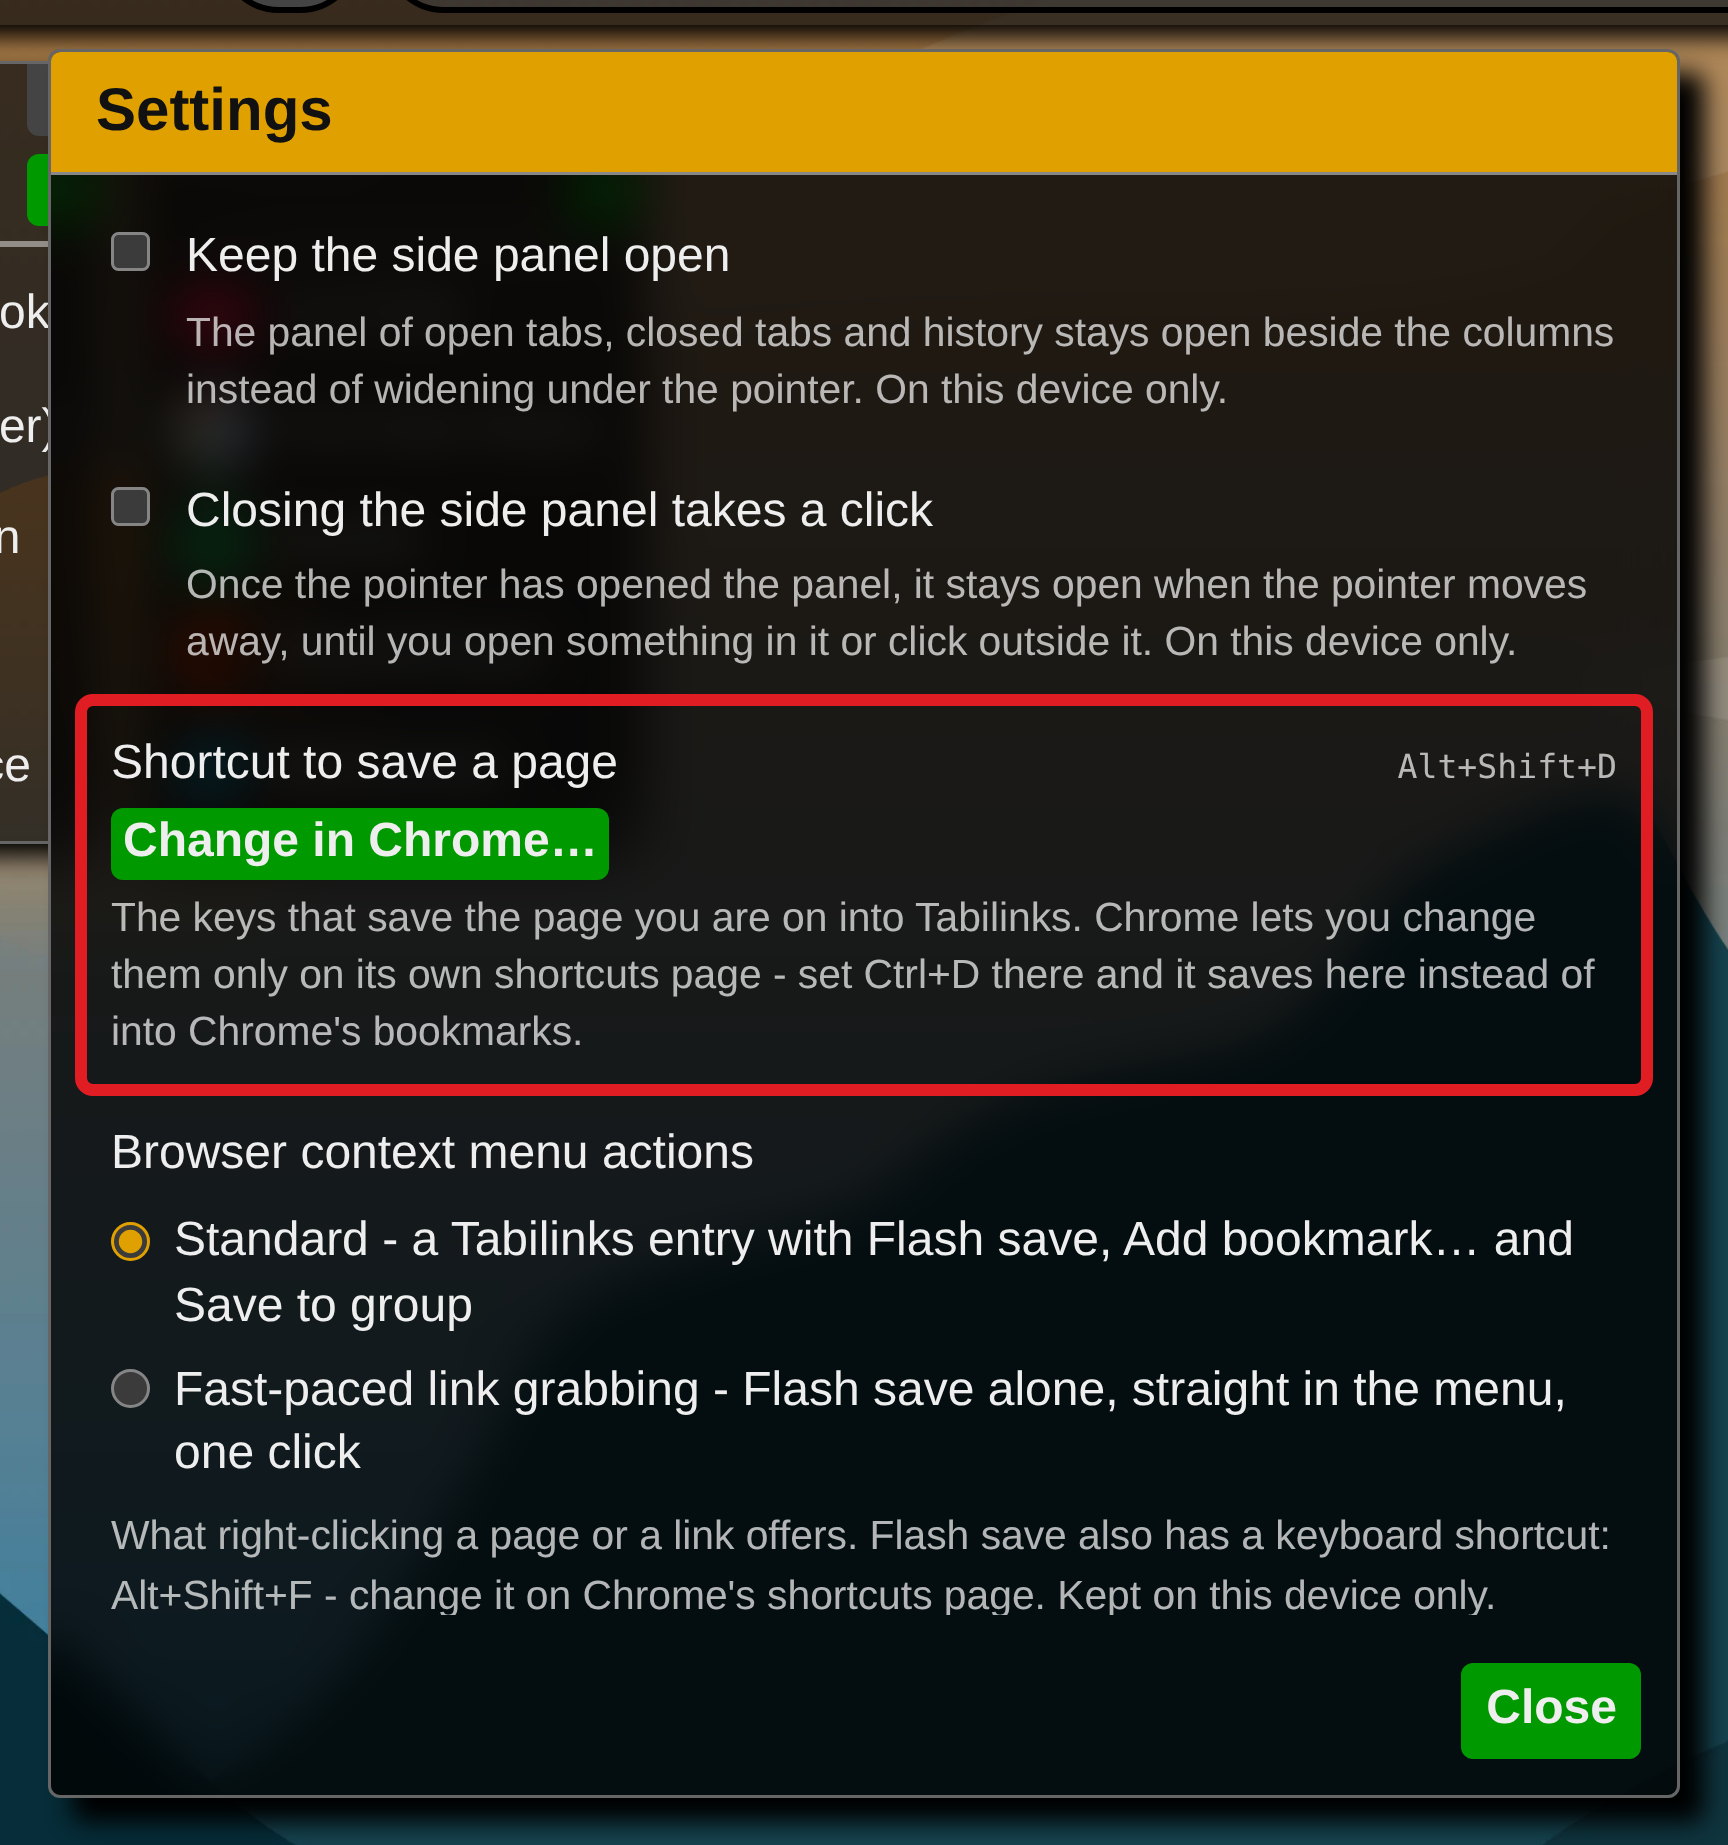 Settings
Keep the side panel open
The panel of open tabs, closed tabs and history stays open beside the columns
instead of widening under the pointer. On this device only.
Closing the side panel takes a click
Once the pointer has opened the panel, it stays open when the pointer moves
away, until you open something in it or click outside it. On this device only.
Shortcut to save a page
Alt+Shift+D
Change in Chrome…
The keys that save the page you are on into Tabilinks. Chrome lets you change
them only on its own shortcuts page - set Ctrl+D there and it saves here instead of
into Chrome's bookmarks.
Browser context menu actions
Standard - a Tabilinks entry with Flash save, Add bookmark… and
Save to group
Fast-paced link grabbing - Flash save alone, straight in the menu,
one click
What right-clicking a page or a link offers. Flash save also has a keyboard shortcut:
Alt+Shift+F - change it on Chrome's shortcuts page. Kept on this device only.
Close